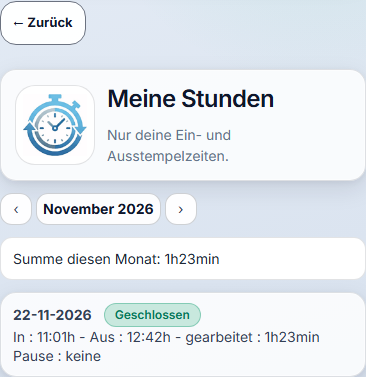 ← Zurück
Meine Stunden
Nur deine Ein- und
Ausstempelzeiten.
‹ November 2026 ›
Summe diesen Monat: 1h23min
22-11-2026 Geschlossen
In : 11:01h - Aus : 12:42h - gearbeitet : 1h23min
Pause : keine